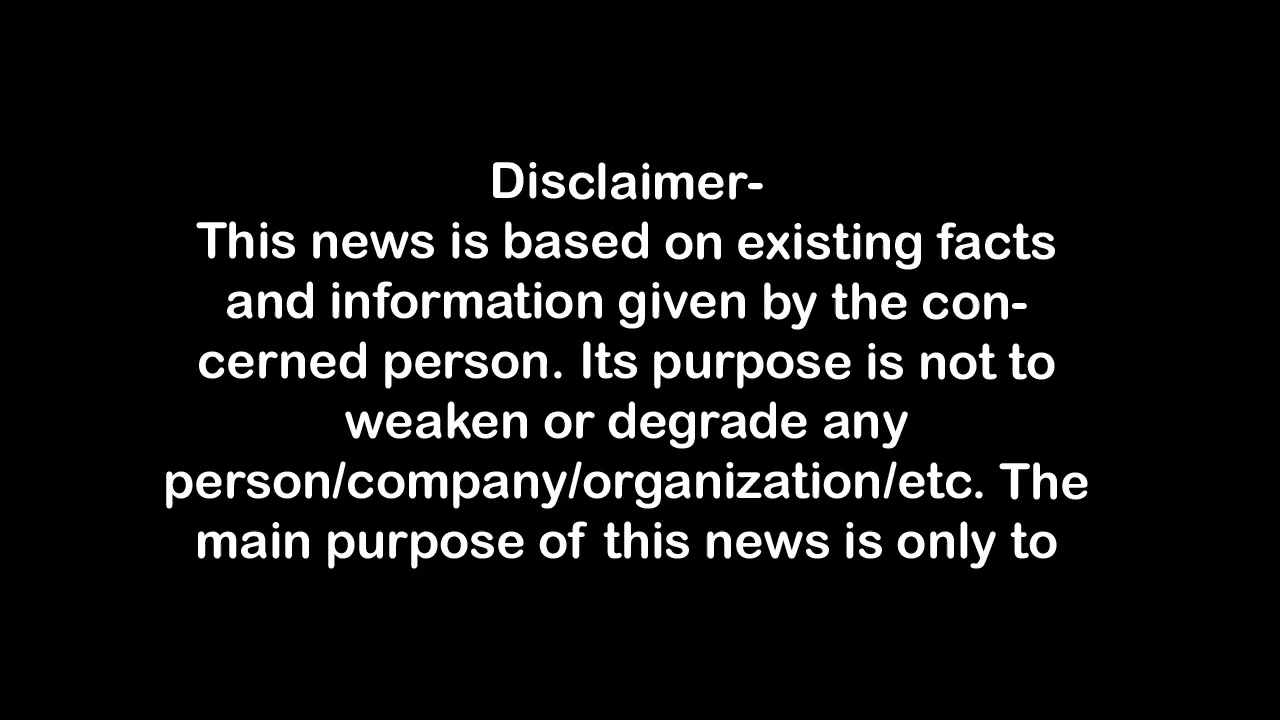 Disclaimer-
This news is based on existing facts
and information given by the con-
cerned person. Its purpose is not to
weaken or degrade any
person/company/organization/etc. The
main purpose of this news is only to